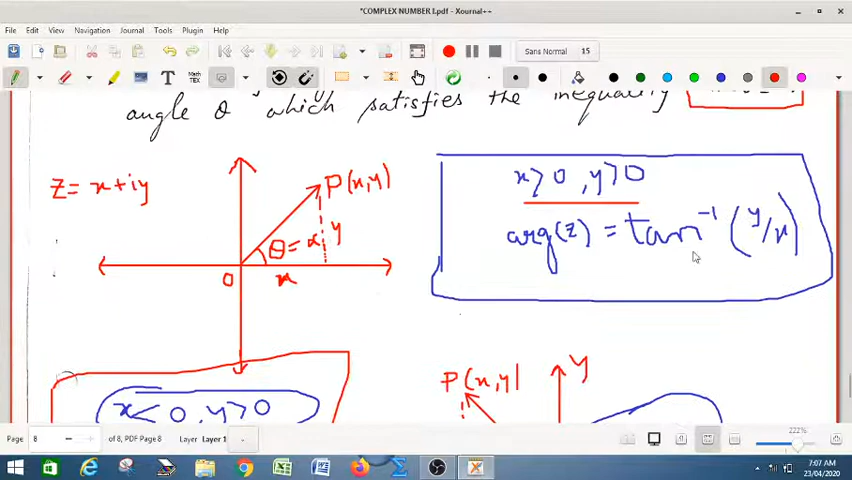 *COMPLEX NUMBER I.pdf - Xournal++
File Edit View Navigation Journal Tools Plugin Help
Sans Normal 15
angle θ which satisfies the inequality
Z = x+iy
P(x,y)
θ = α
y
O
x
x > 0 , y > 0
arg(z) = tan⁻¹ (y/x)
x < 0 , y > 0
P(x,y)
y
Page 8 of 8, PDF Page 8 Layer Layer 1
222%
7:07 AM
23/04/2020